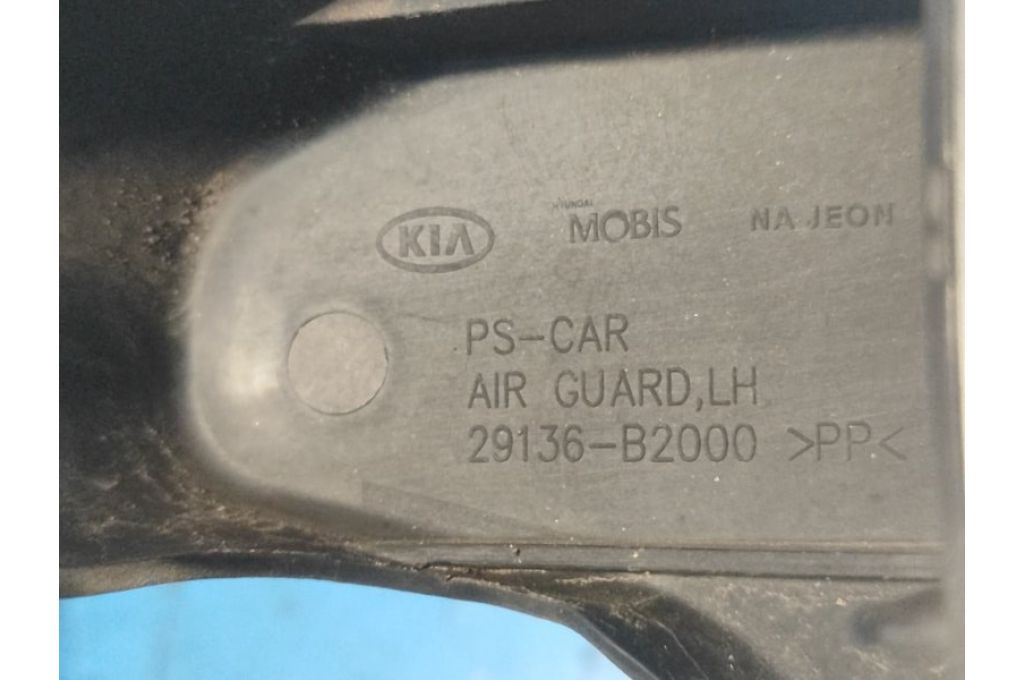 KIA HYUNDAI MOBIS NA JEON
PS-CAR
AIR GUARD,LH
29136-B2000 >PP<